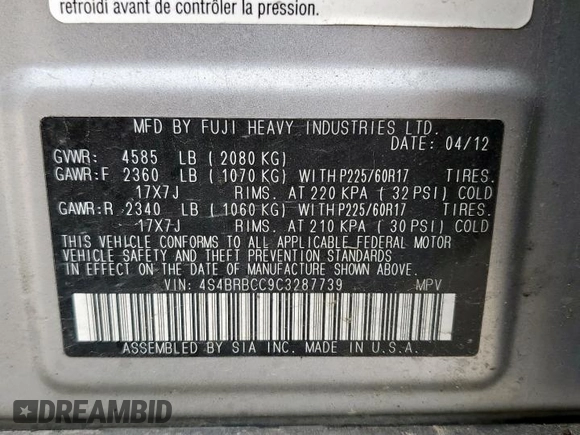 refroidi avant de contrôler la pression.
MFD BY FUJI HEAVY INDUSTRIES LTD.
DATE: 04/12
GVWR: 4585 LB (2080 KG)
GAWR:F 2360 LB (1070 KG) WITH P225/60R17 TIRES.
17X7J RIMS. AT 220 KPA (32 PSI) COLD
GAWR:R 2340 LB (1060 KG) WITH P225/60R17 TIRES.
17X7J RIMS. AT 210 KPA (30 PSI) COLD
THIS VEHICLE CONFORMS TO ALL APPLICABLE FEDERAL MOTOR
VEHICLE SAFETY AND THEFT PREVENTION STANDARDS
IN EFFECT ON THE DATE OF MANUFACTURE SHOWN ABOVE.
VIN: 4S4BRBCC9C3287739 MPV
ASSEMBLED BY SIA INC. MADE IN U.S.A.
DREAMBID